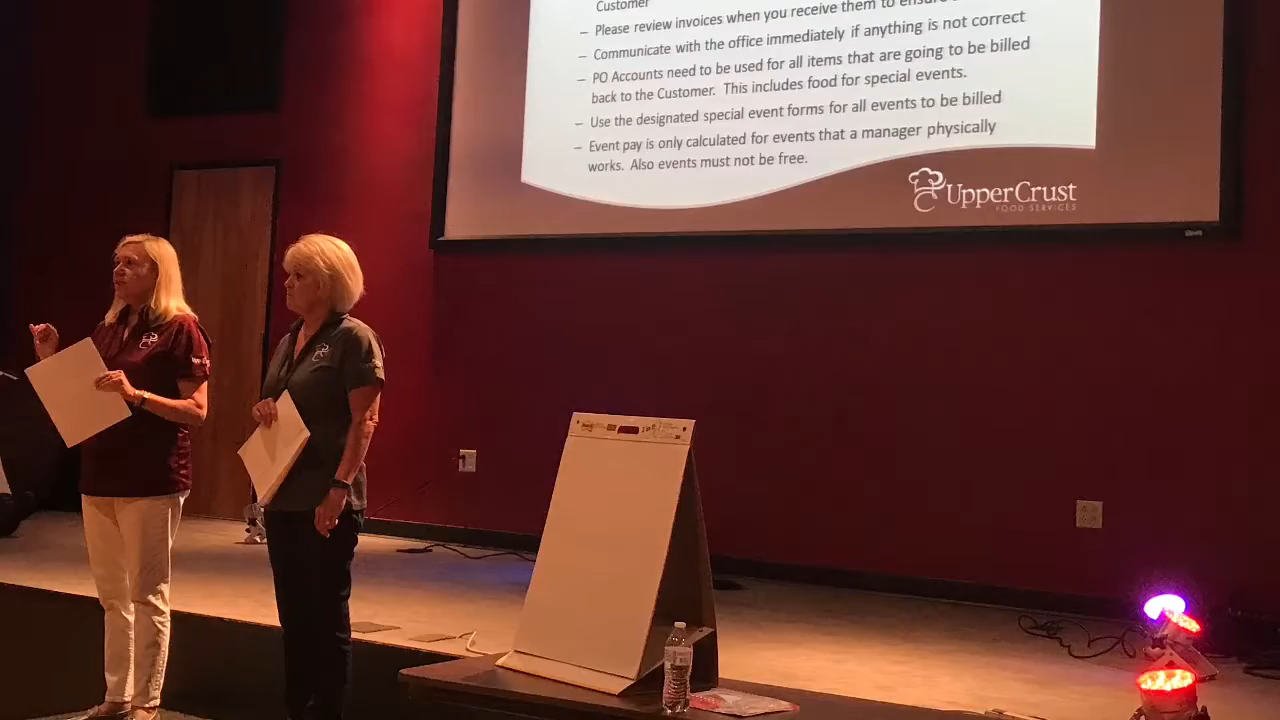 Customer
– Please review invoices when you receive them to ensure
– Communicate with the office immediately if anything is not correct
– PO Accounts need to be used for all items that are going to be billed
back to the Customer. This includes food for special events.
– Use the designated special event forms for all events to be billed
– Event pay is only calculated for events that a manager physically
works. Also events must not be free.
UpperCrust
FOOD SERVICES